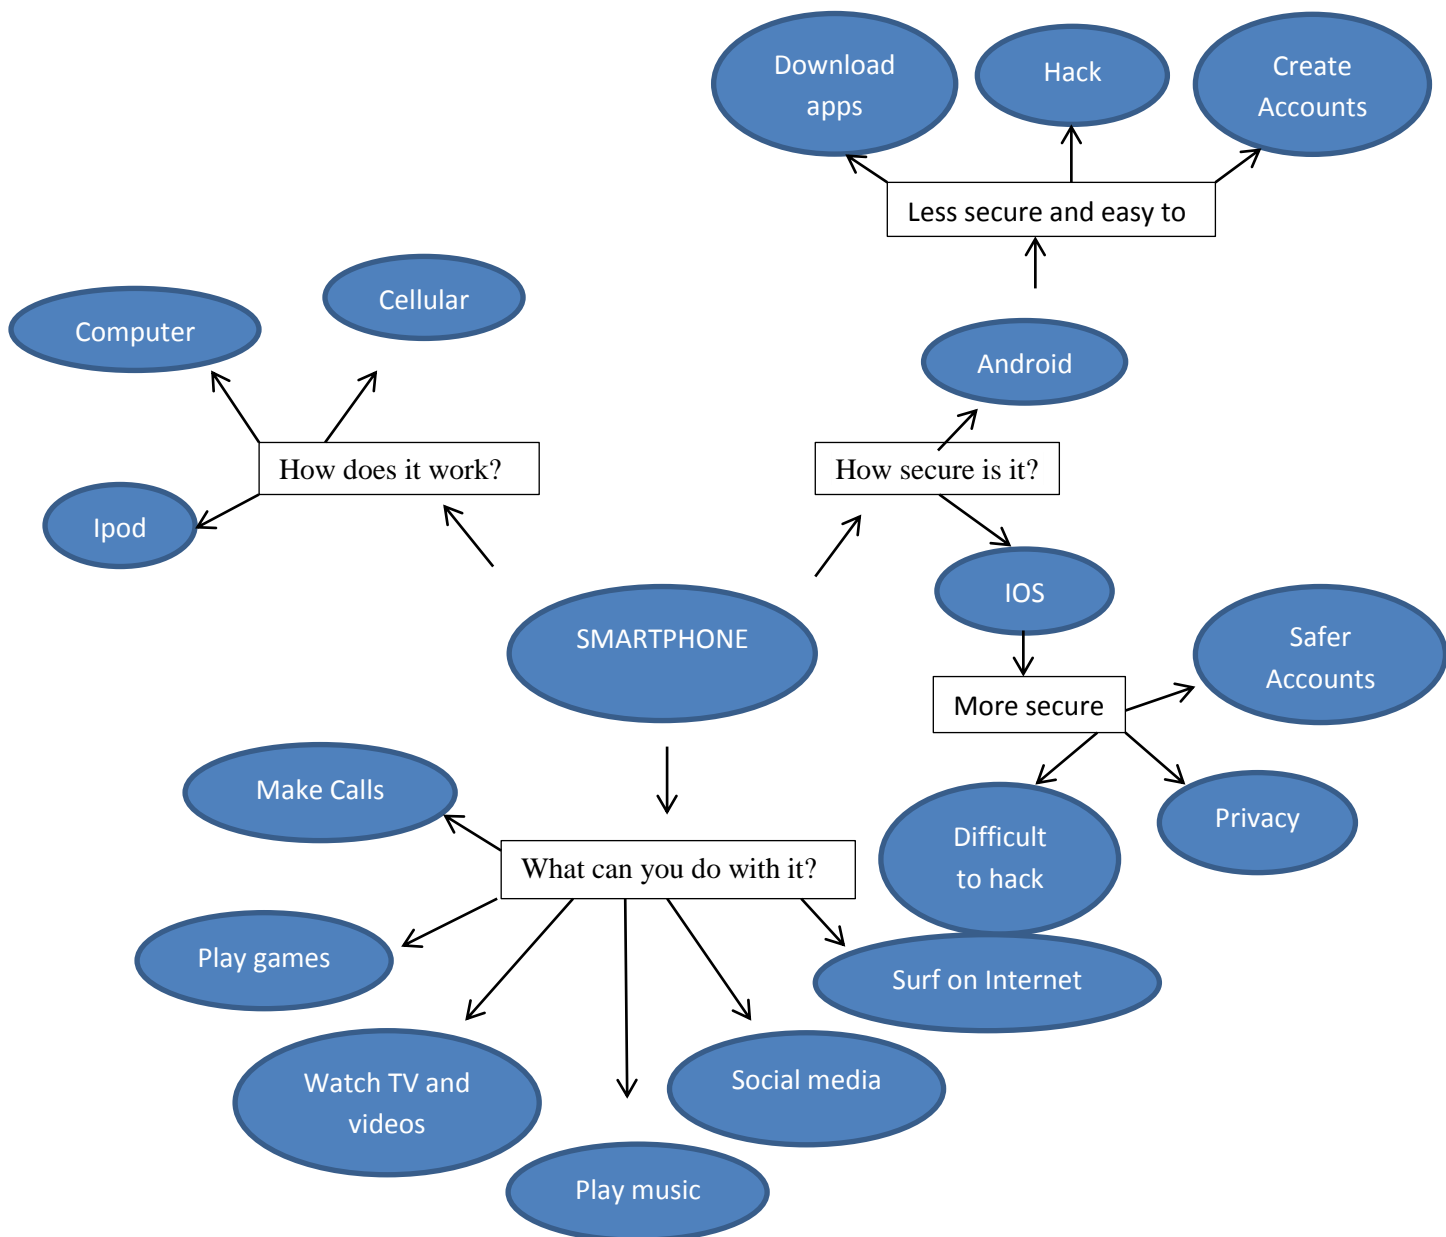 Download
apps
Hack
Create
Accounts
Less secure and easy to
Cellular
Computer
Android
How does it work?
How secure is it?
Ipod
IOS
SMARTPHONE
Safer
Accounts
More secure
Make Calls
Privacy
Difficult
to hack
What can you do with it?
Play games
Surf on Internet
Social media
Watch TV and
videos
Play music